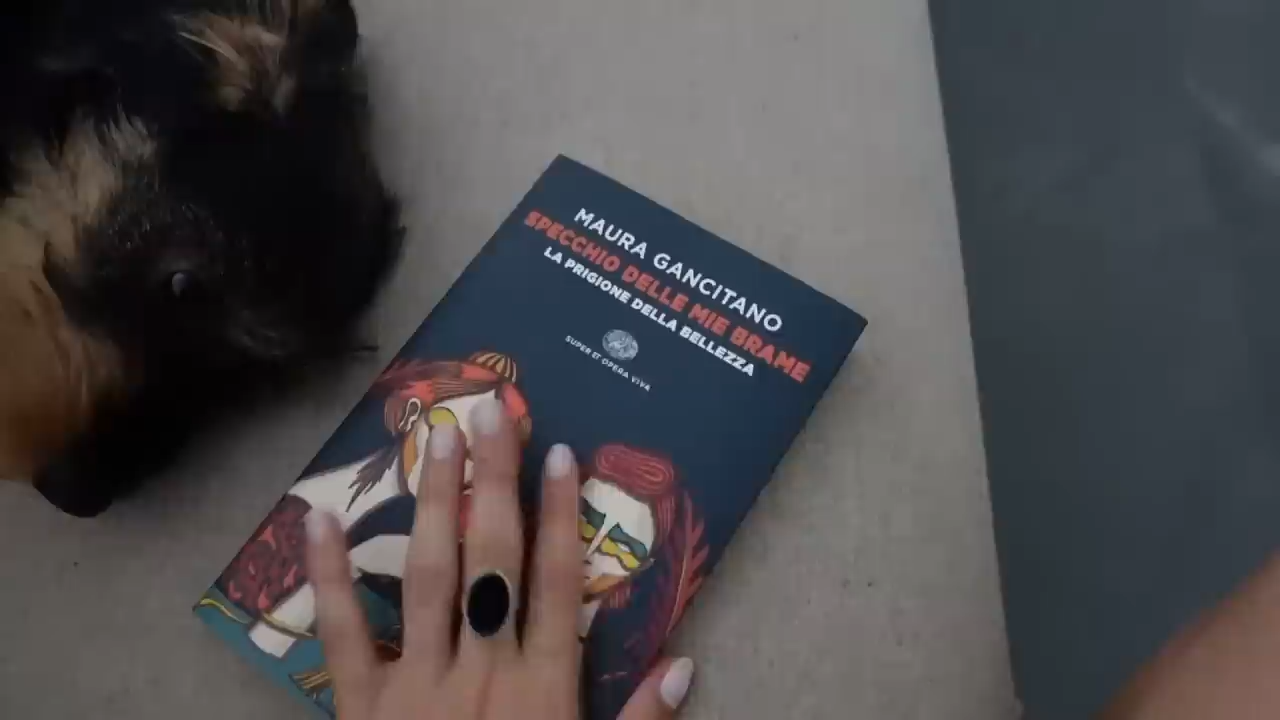 MAURA GANCITANO
SPECCHIO DELLE MIE BRAME
LA PRIGIONE DELLA BELLEZZA
SUPER ET OPERA VIVA